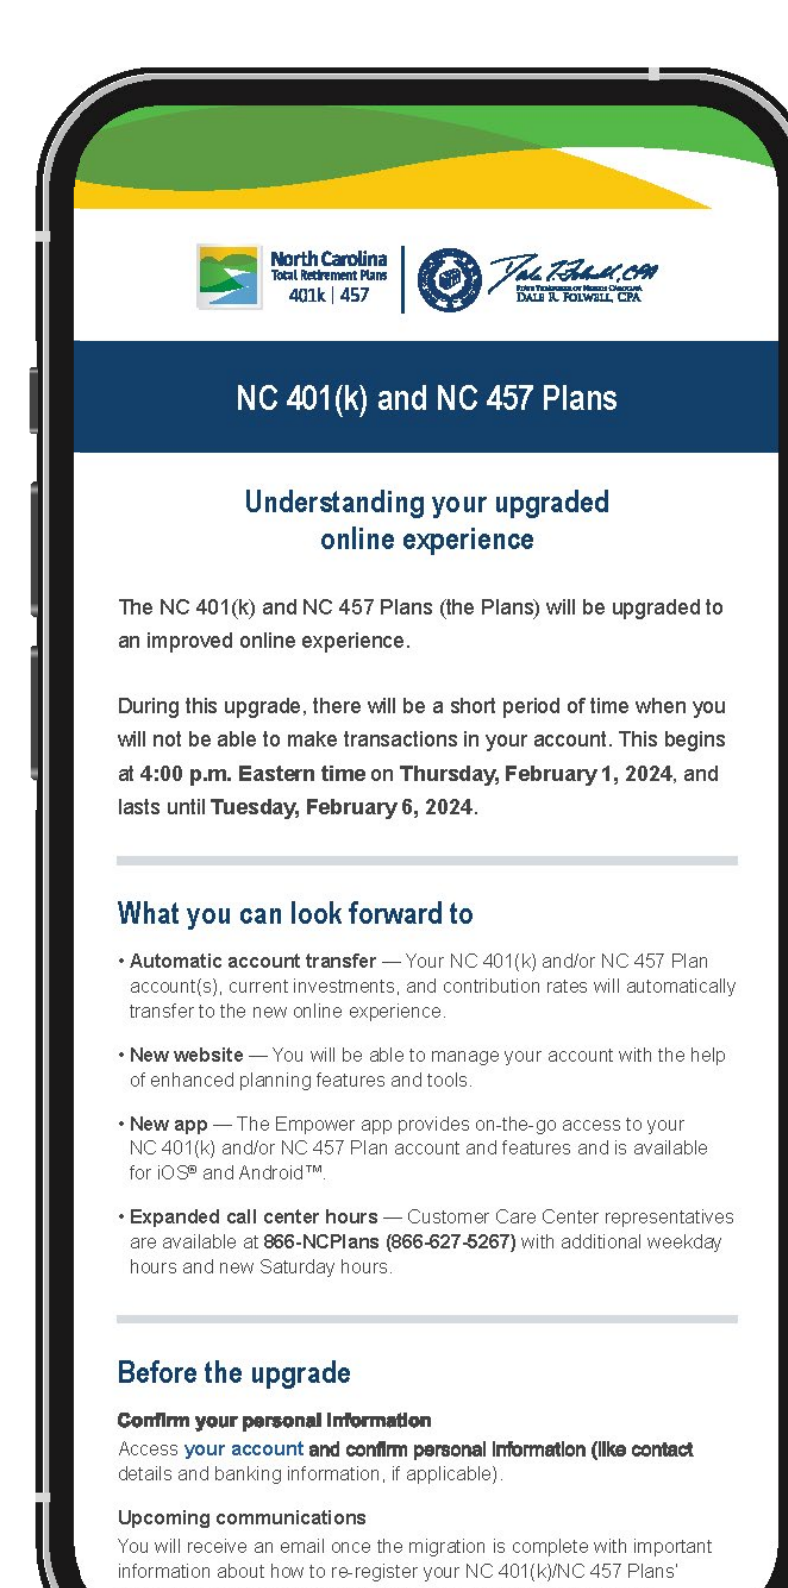 North Carolina
Total Retirement Plans
401k | 457
Dale R. Folwell, CPA
STATE TREASURER OF NORTH CAROLINA
DALE R. FOLWELL, CPA
NC 401(k) and NC 457 Plans
Understanding your upgraded
online experience
The NC 401(k) and NC 457 Plans (the Plans) will be upgraded to
an improved online experience.
During this upgrade, there will be a short period of time when you
will not be able to make transactions in your account. This begins
at 4:00 p.m. Eastern time on Thursday, February 1, 2024, and
lasts until Tuesday, February 6, 2024.
What you can look forward to
• Automatic account transfer — Your NC 401(k) and/or NC 457 Plan
account(s), current investments, and contribution rates will automatically
transfer to the new online experience.
• New website — You will be able to manage your account with the help
of enhanced planning features and tools.
• New app — The Empower app provides on-the-go access to your
NC 401(k) and/or NC 457 Plan account and features and is available
for iOS® and Android™.
• Expanded call center hours — Customer Care Center representatives
are available at 866-NCPlans (866-627-5267) with additional weekday
hours and new Saturday hours.
Before the upgrade
Confirm your personal information
Access your account and confirm personal information (like contact
details and banking information, if applicable).
Upcoming communications
You will receive an email once the migration is complete with important
information about how to re-register your NC 401(k)/NC 457 Plans'